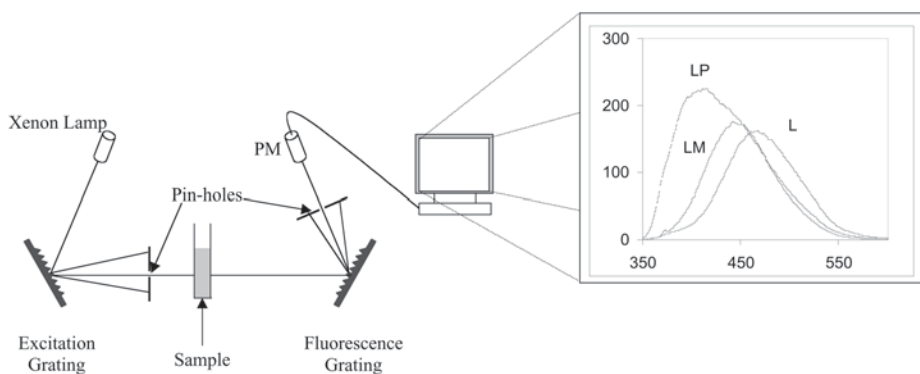 Xenon Lamp
PM
Pin-holes
Excitation
Grating
Sample
Fluorescence
Grating
300
200
100
0
350
450
550
LP
LM
L